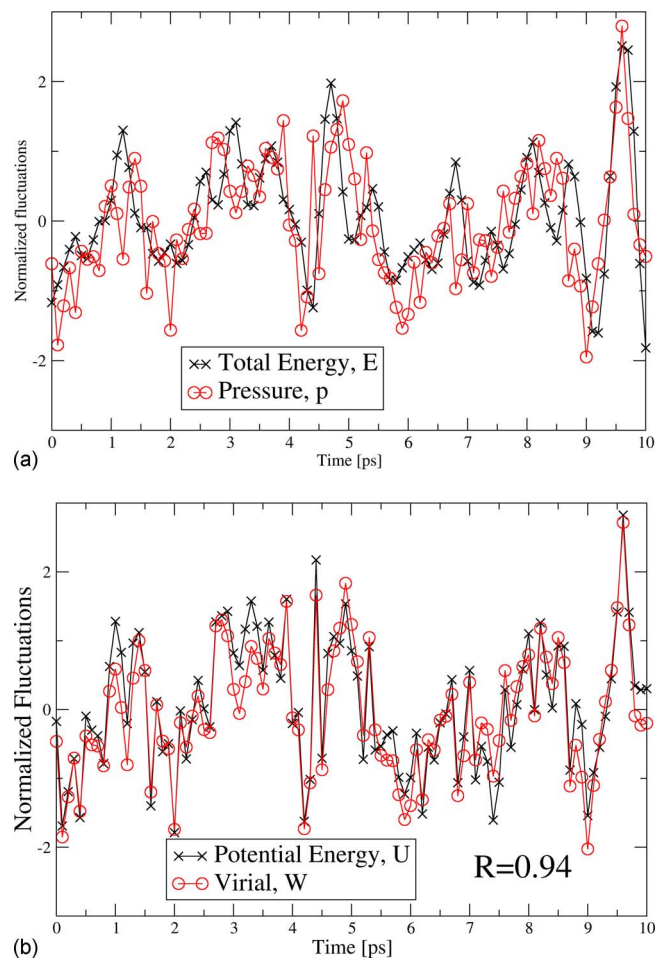 2
0
-2
Normalized fluctuations
Total Energy, E
Pressure, p
0 1 2 3 4 5 6 7 8 9 10
Time [ps]
(a)
2
0
-2
Normalized Fluctuations
Potential Energy, U
Virial, W
R=0.94
0 1 2 3 4 5 6 7 8 9 10
Time [ps]
(b)